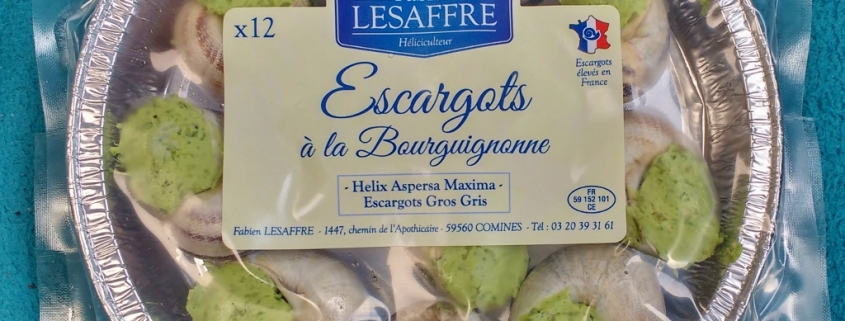 x12
LESAFFRE
Héliciculteur
Escargots
élevés en
France
Escargots
à la Bourguignonne
- Helix Aspersa Maxima -
Escargots Gros Gris
FR
59 152 101
CE
Fabien LESAFFRE - 1447, chemin de l'Apothicaire - 59560 COMINES - Tél : 03 20 39 31 61